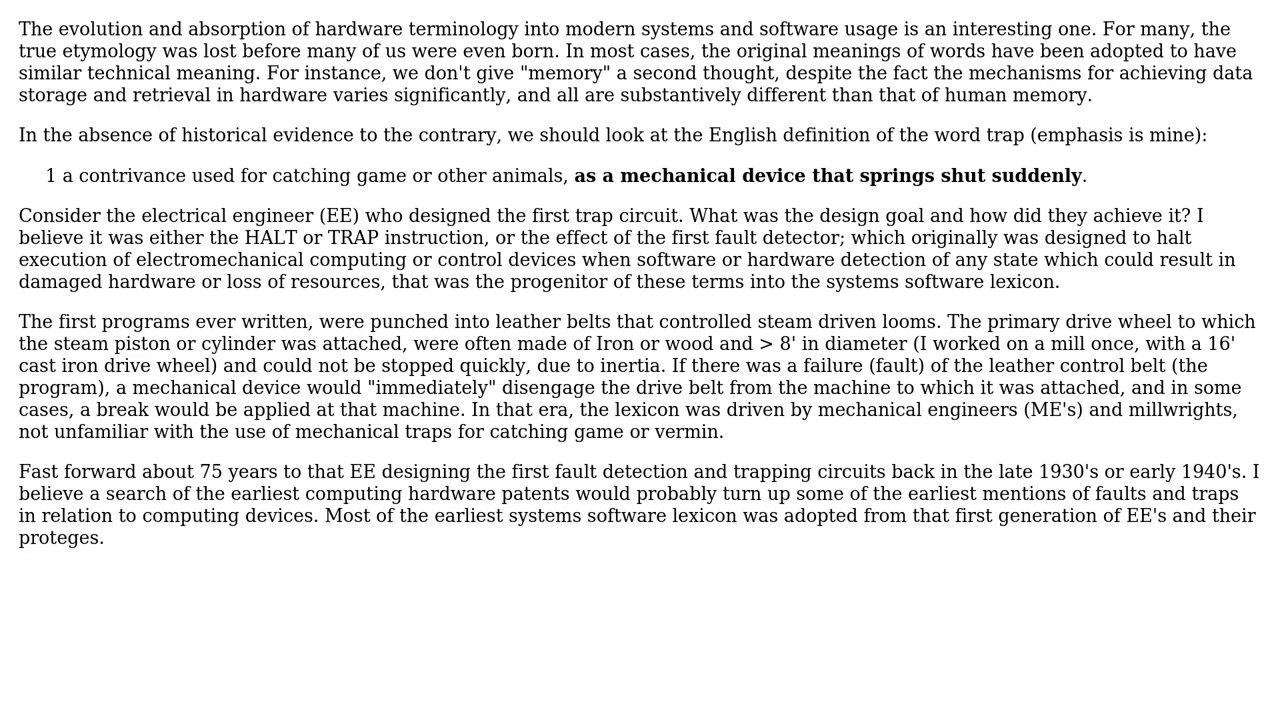 The evolution and absorption of hardware terminology into modern systems and software usage is an interesting one. For many, the
true etymology was lost before many of us were even born. In most cases, the original meanings of words have been adopted to have
similar technical meaning. For instance, we don't give "memory" a second thought, despite the fact the mechanisms for achieving data
storage and retrieval in hardware varies significantly, and all are substantively different than that of human memory.
In the absence of historical evidence to the contrary, we should look at the English definition of the word trap (emphasis is mine):
1 a contrivance used for catching game or other animals, as a mechanical device that springs shut suddenly.
Consider the electrical engineer (EE) who designed the first trap circuit. What was the design goal and how did they achieve it? I
believe it was either the HALT or TRAP instruction, or the effect of the first fault detector; which originally was designed to halt
execution of electromechanical computing or control devices when software or hardware detection of any state which could result in
damaged hardware or loss of resources, that was the progenitor of these terms into the systems software lexicon.
The first programs ever written, were punched into leather belts that controlled steam driven looms. The primary drive wheel to which
the steam piston or cylinder was attached, were often made of Iron or wood and > 8' in diameter (I worked on a mill once, with a 16'
cast iron drive wheel) and could not be stopped quickly, due to inertia. If there was a failure (fault) of the leather control belt (the
program), a mechanical device would "immediately" disengage the drive belt from the machine to which it was attached, and in some
cases, a break would be applied at that machine. In that era, the lexicon was driven by mechanical engineers (ME's) and millwrights,
not unfamiliar with the use of mechanical traps for catching game or vermin.
Fast forward about 75 years to that EE designing the first fault detection and trapping circuits back in the late 1930's or early 1940's. I
believe a search of the earliest computing hardware patents would probably turn up some of the earliest mentions of faults and traps
in relation to computing devices. Most of the earliest systems software lexicon was adopted from that first generation of EE's and their
proteges.